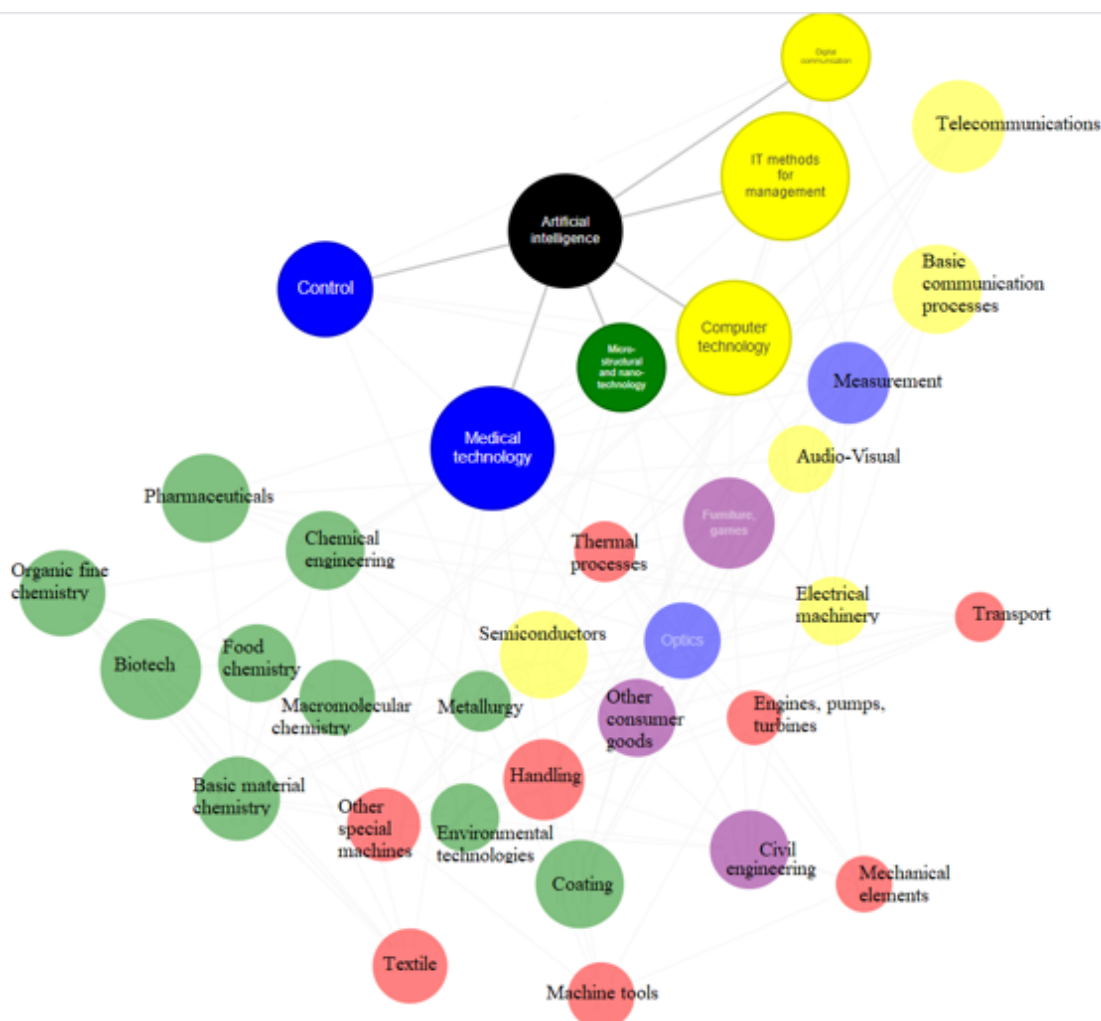 Digital
communication
Telecommunications
IT methods
for
management
Artificial
intelligence
Control
Basic
communication
processes
Computer
technology
Micro-
structural
and nano-
technology
Measurement
Medical
technology
Audio-Visual
Pharmaceuticals
Furniture,
games
Chemical
engineering
Thermal
processes
Organic fine
chemistry
Electrical
machinery
Transport
Semiconductors
Optics
Food
chemistry
Biotech
Macromolecular
chemistry
Metallurgy
Other
consumer
goods
Engines, pumps,
turbines
Handling
Basic material
chemistry
Other
special
machines
Environmental
technologies
Civil
engineering
Mechanical
elements
Coating
Textile
Machine tools